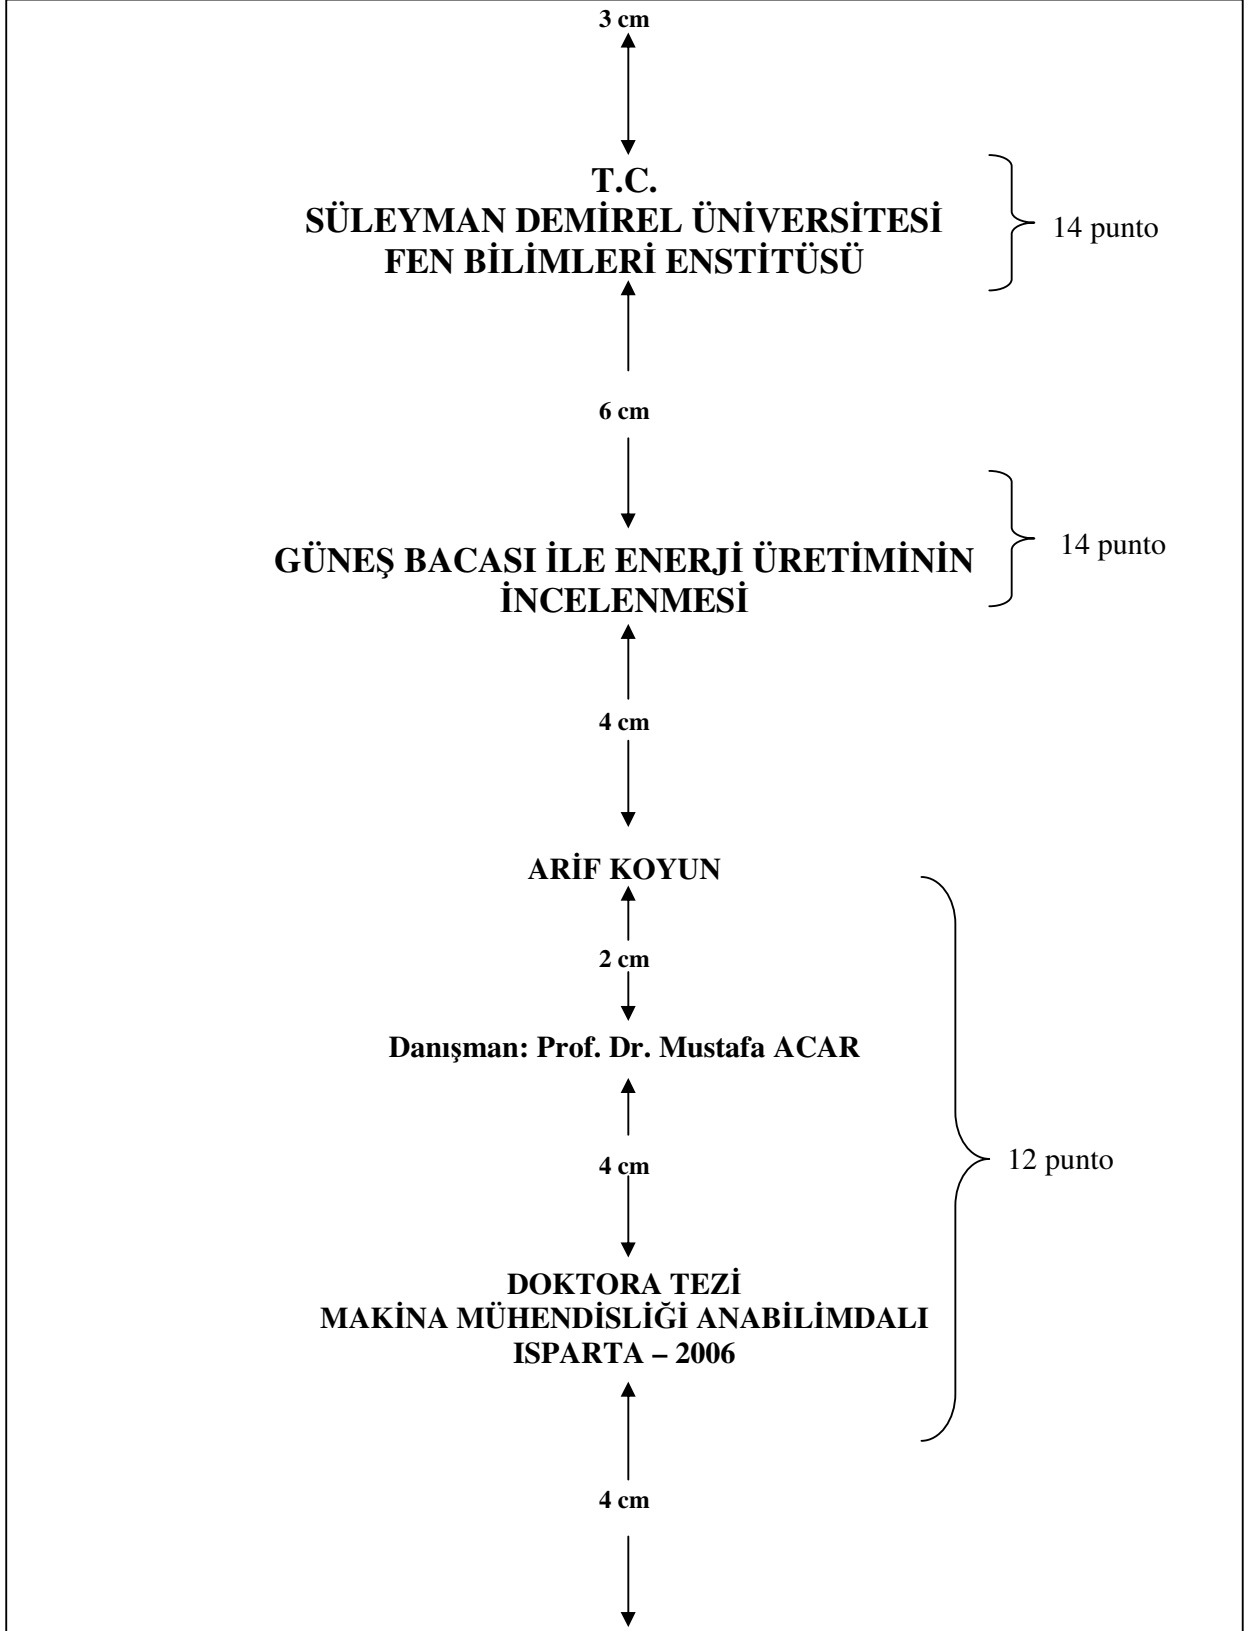 3 cm
T.C.
SÜLEYMAN DEMİREL ÜNİVERSİTESİ
FEN BİLİMLERİ ENSTİTÜSÜ
14 punto
6 cm
GÜNEŞ BACASI İLE ENERJİ ÜRETİMİNİN
İNCELENMESİ
14 punto
4 cm
ARİF KOYUN
2 cm
Danışman: Prof. Dr. Mustafa ACAR
4 cm
12 punto
DOKTORA TEZİ
MAKİNA MÜHENDİSLİĞİ ANABİLİMDALI
ISPARTA – 2006
4 cm